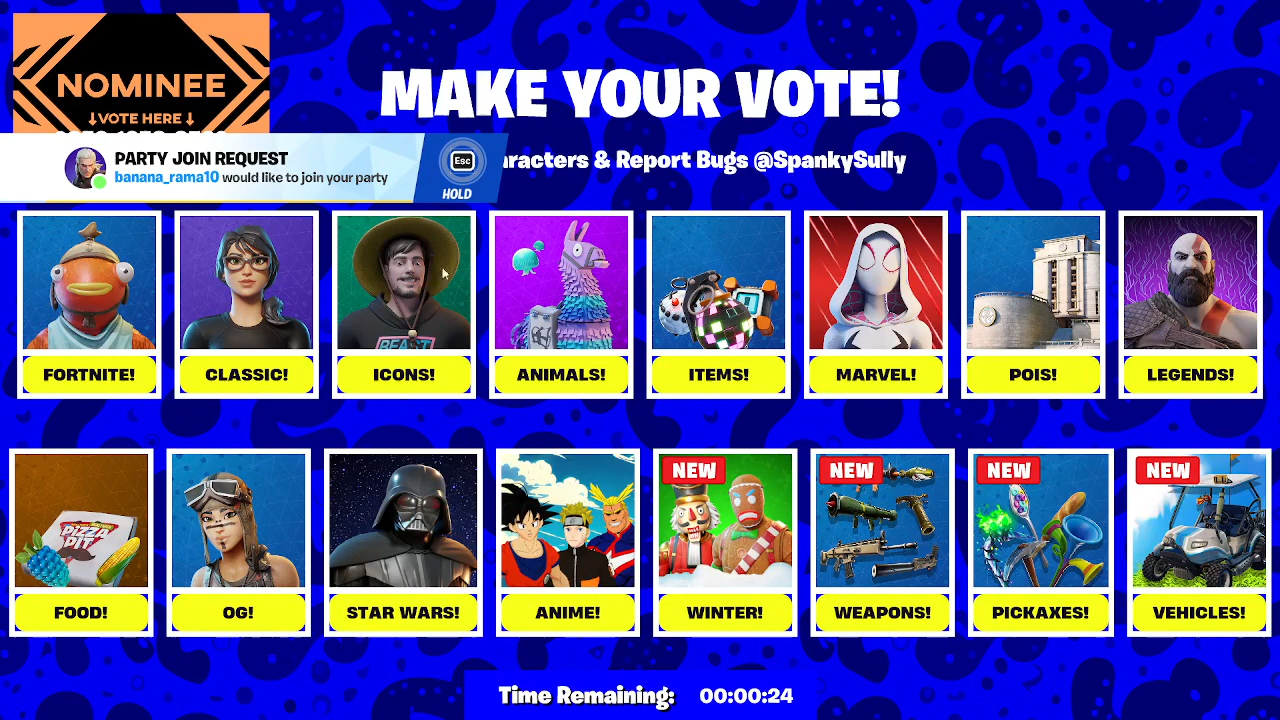 NOMINEE
↓VOTE HERE↓
MAKE YOUR VOTE!
PARTY JOIN REQUEST
banana_rama10 would like to join your party
Esc
HOLD
& Report Bugs @SpankySully
BEAST
FORTNITE!
CLASSIC!
ICONS!
ANIMALS!
ITEMS!
MARVEL!
POIS!
LEGENDS!
NEW
NEW
NEW
NEW
PIZZA
PIT
FOOD!
OG!
STAR WARS!
ANIME!
WINTER!
WEAPONS!
PICKAXES!
VEHICLES!
Time Remaining: 00:00:24